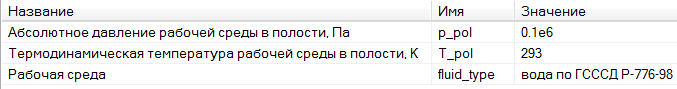 Название Имя Значение
Абсолютное давление рабочей среды в полости, Па p_pol 0.1e6
Термодинамическая температура рабочей среды в полости, К T_pol 293
Рабочая среда fluid_type вода по ГСССД Р-776-98